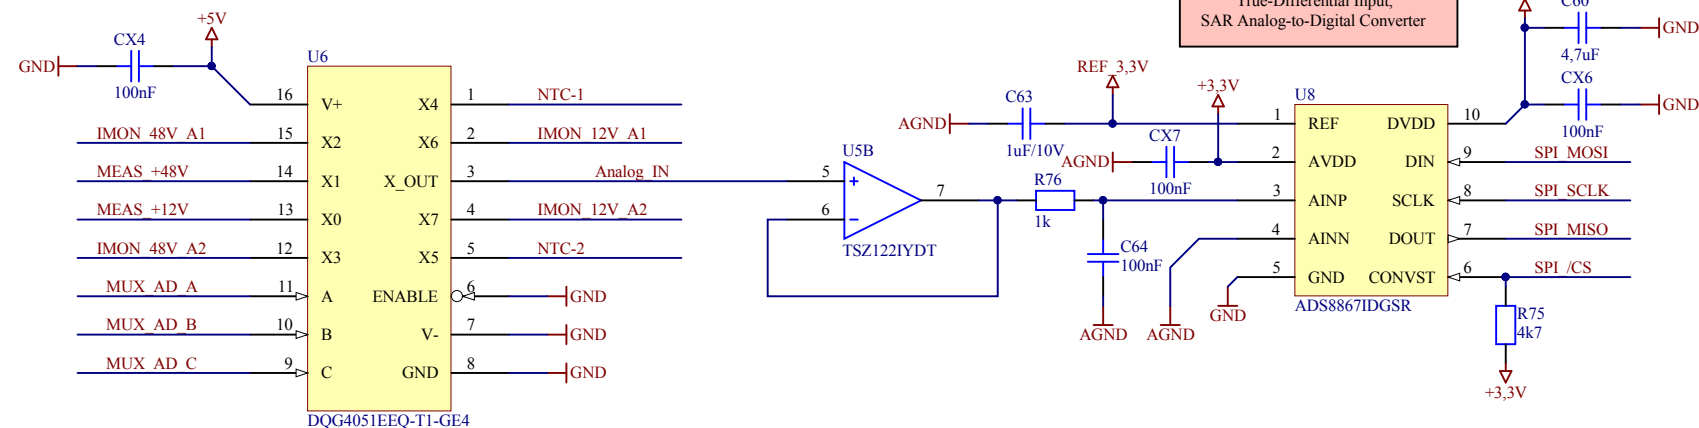 True-Differential Input,
SAR Analog-to-Digital Converter
+5V
CX4
GND
100nF
U6
16 V+ X4 1 NTC-1
IMON_48V_A1 15 X2 X6 2 IMON_12V_A1
MEAS_+48V 14 X1 X_OUT 3 Analog_IN
MEAS_+12V 13 X0 X7 4 IMON_12V_A2
IMON_48V_A2 12 X3 X5 5 NTC-2
MUX_AD_A 11 A ENABLE 6 GND
MUX_AD_B 10 B V- 7 GND
MUX_AD_C 9 C GND 8 GND
DQG4051EEQ-T1-GE4
U5B
5 +
6 −
7
TSZ122IYDT
R76
1k
C64
100nF
AGND
REF_3,3V
C63
AGND
1uF/10V
+3,3V
CX7
AGND
100nF
AGND
GND
U8
1 REF DVDD 10
2 AVDD DIN 9 SPI_MOSI
3 AINP SCLK 8 SPI_SCLK
4 AINN DOUT 7 SPI_MISO
5 GND CONVST 6 SPI_/CS
ADS8867IDGSR
C60
GND
4,7uF
CX6
GND
100nF
R75
4k7
+3,3V